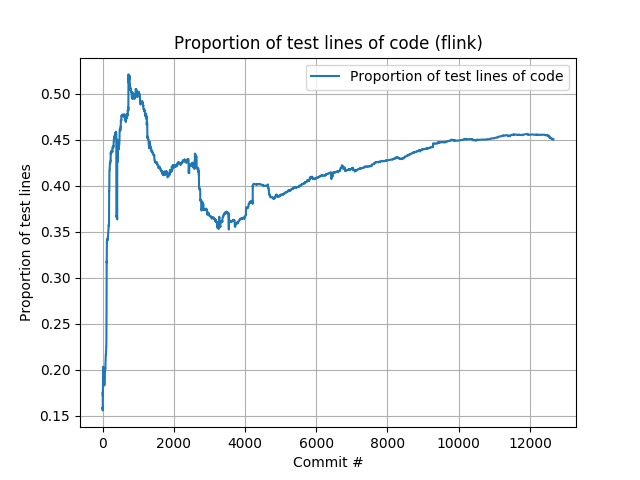 Proportion of test lines of code (flink)
Proportion of test lines of code
Proportion of test lines
0.50
0.45
0.40
0.35
0.30
0.25
0.20
0.15
0 2000 4000 6000 8000 10000 12000
Commit #